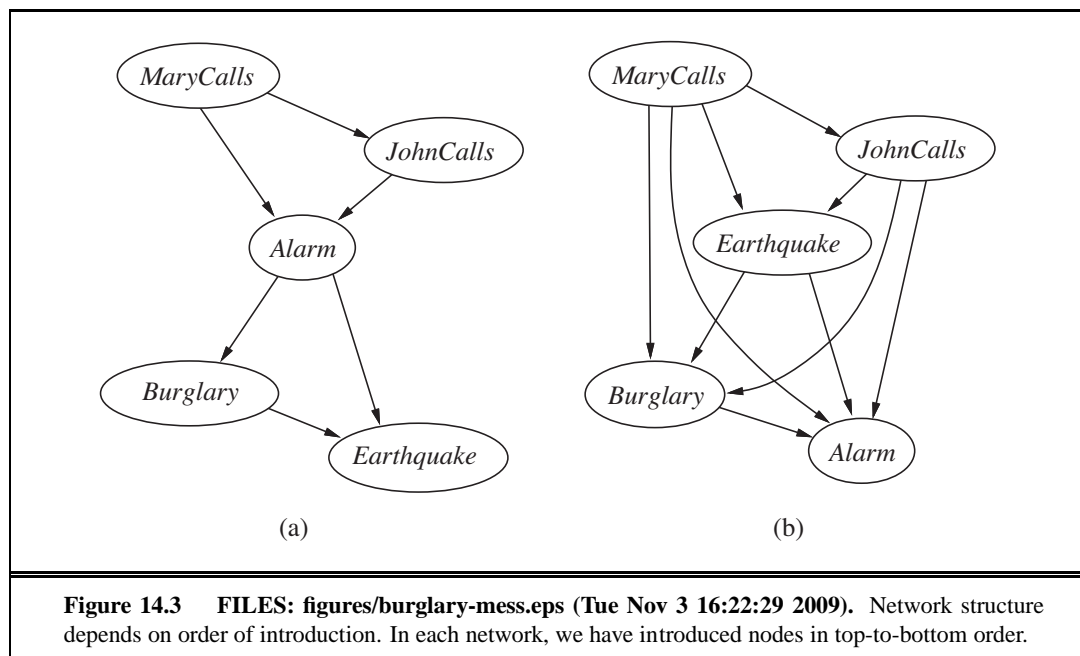 MaryCalls
JohnCalls
Alarm
Burglary
Earthquake
(a)
MaryCalls
JohnCalls
Earthquake
Burglary
Alarm
(b)
Figure 14.3 FILES: figures/burglary-mess.eps (Tue Nov 3 16:22:29 2009). Network structure
depends on order of introduction. In each network, we have introduced nodes in top-to-bottom order.